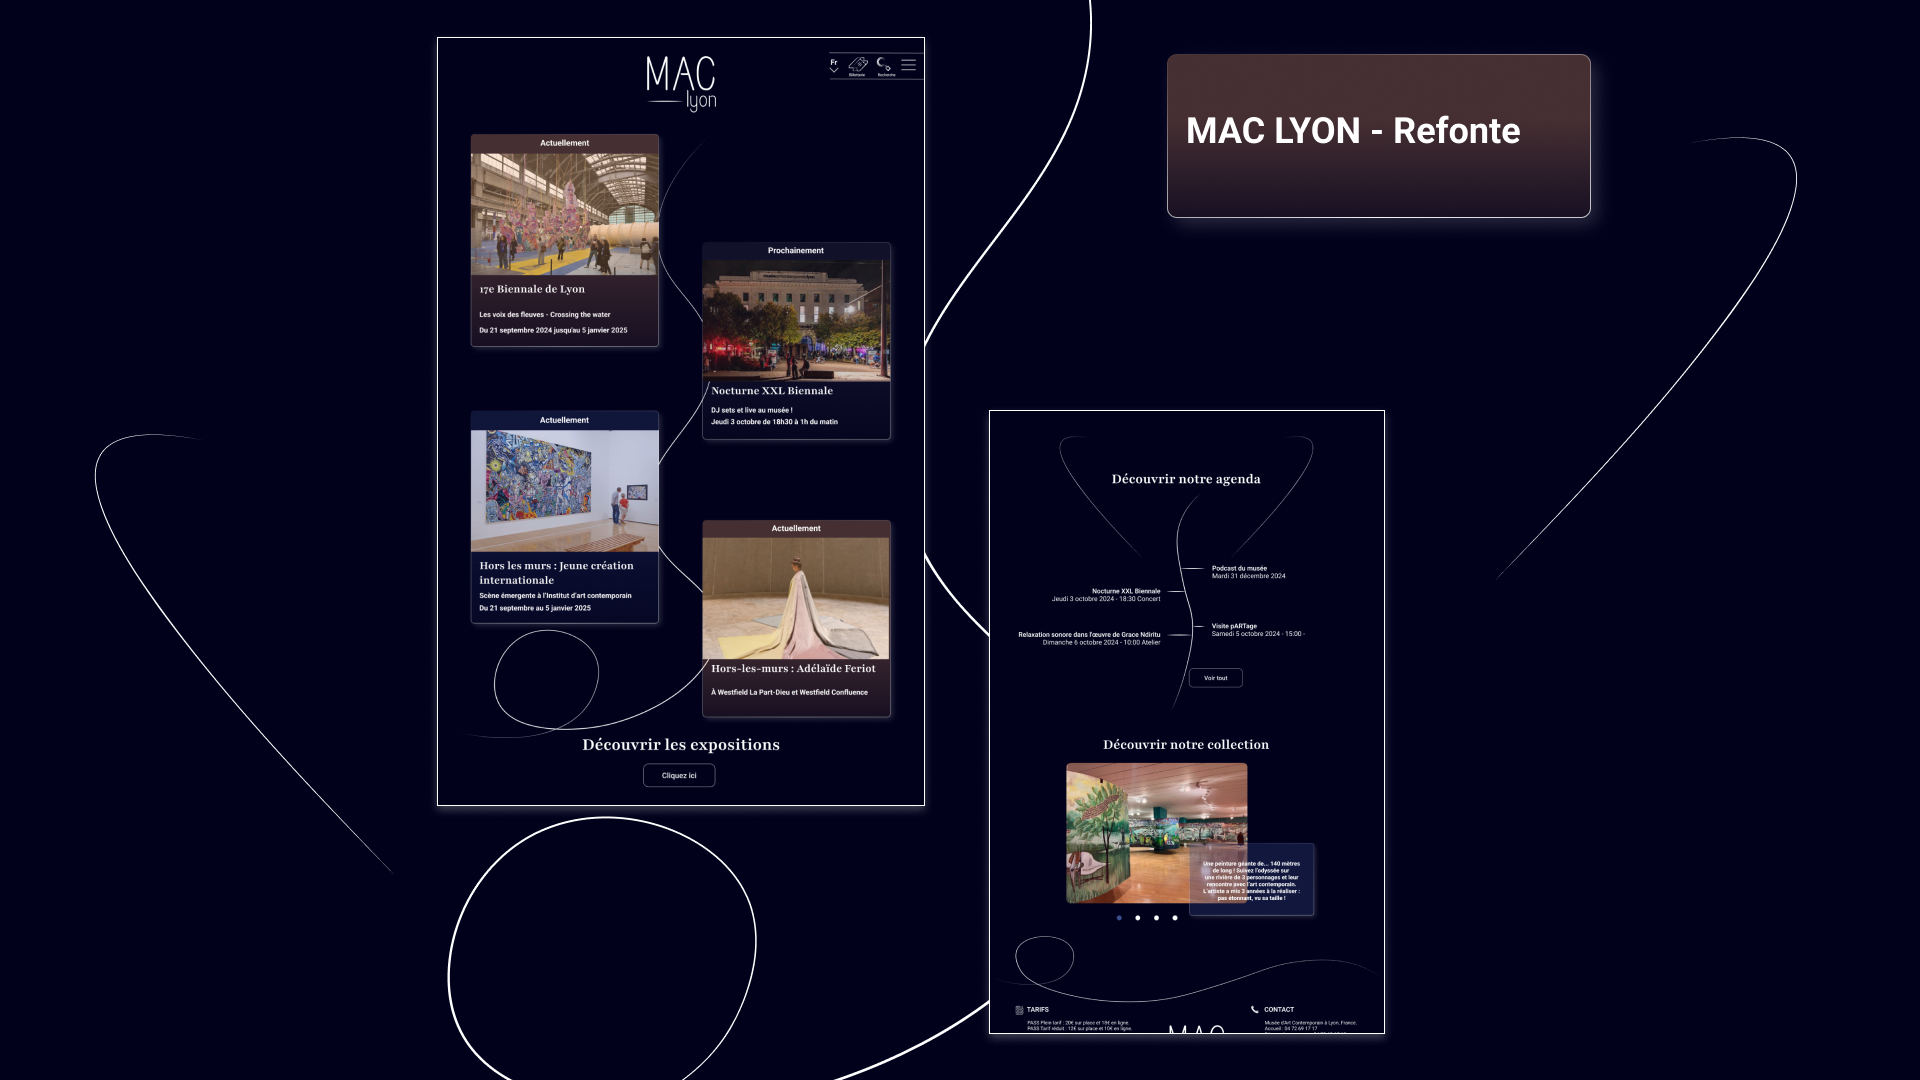 MAC
lyon
Fr
Billetterie
Recherche
Actuellement
17e Biennale de Lyon
Les voix des fleuves - Crossing the water
Du 21 septembre 2024 jusqu'au 5 janvier 2025
Prochainement
Nocturne XXL Biennale
DJ sets et live au musée !
Jeudi 3 octobre de 18h30 à 1h du matin
Actuellement
Hors les murs : Jeune création
internationale
Scène émergente à l'Institut d'art contemporain
Du 21 septembre au 5 janvier 2025
Actuellement
Hors-les-murs : Adélaïde Feriot
À Westfield La Part-Dieu et Westfield Confluence
Découvrir les expositions
Cliquez ici
MAC LYON - Refonte
Découvrir notre agenda
Podcast du musée
Mardi 31 décembre 2024
Nocturne XXL Biennale
Jeudi 3 octobre 2024 - 18:30 Concert
Visite pARTage
Samedi 5 octobre 2024 - 15:00 -
Relaxation sonore dans l'œuvre de Grace Ndiritu
Dimanche 6 octobre 2024 - 10:00 Atelier
Voir tout
Découvrir notre collection
Une peinture géante de... 140 mètres
de long ! Suivez l'odyssée sur
une rivière de 3 personnages et leur
rencontre avec l'art contemporain.
L'artiste a mis 3 années à la réaliser :
pas étonnant, vu sa taille !
TARIFS
PASS Plein tarif : 20€ sur place et 18€ en ligne.
PASS Tarif réduit : 12€ sur place et 10€ en ligne.
MAC
CONTACT
Musée d'Art Contemporain à Lyon, France.
Accueil : 04 72 69 17 17